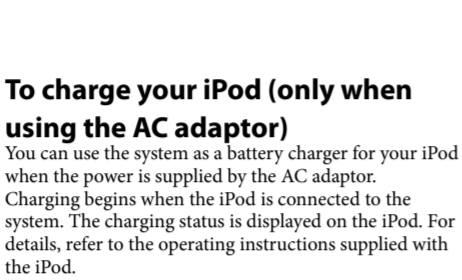 To charge your iPod (only when
using the AC adaptor)
You can use the system as a battery charger for your iPod
when the power is supplied by the AC adaptor.
Charging begins when the iPod is connected to the
system. The charging status is displayed on the iPod. For
details, refer to the operating instructions supplied with
the iPod.